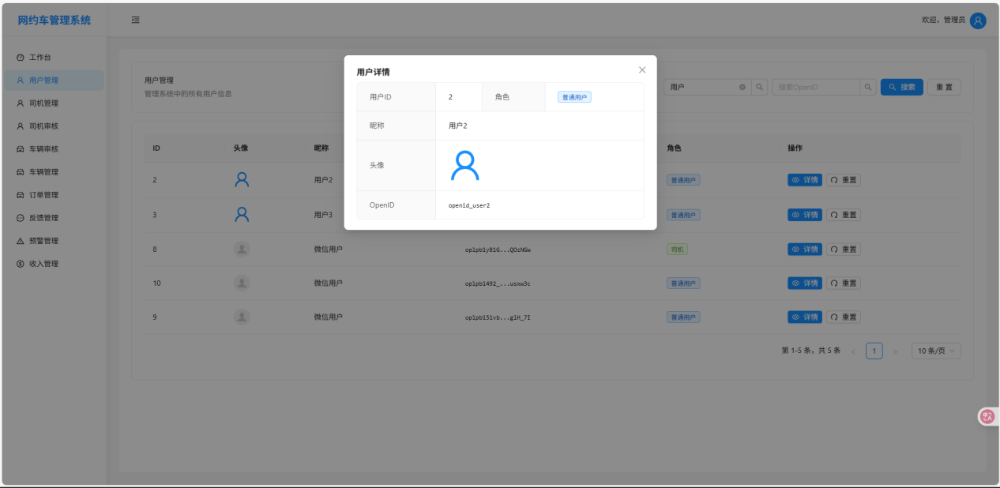 网约车管理系统
欢迎，管理员
工作台
用户管理
司机管理
司机审核
车辆审核
车辆管理
订单管理
反馈管理
预警管理
收入管理
用户管理
管理系统中的所有用户信息
用户
搜索OpenID
搜索
重置
用户详情
用户ID
2
角色
普通用户
昵称
用户2
头像
OpenID
openid_user2
ID 头像 昵称 角色 操作
2 用户2 普通用户 详情 重置
3 用户3 普通用户 详情 重置
8 微信用户 oplpb1y81G...QOzNGw 司机 详情 重置
10 微信用户 oplpb1492_...usxw3c 普通用户 详情 重置
9 微信用户 oplpb151vb...glH_7I 普通用户 详情 重置
第 1-5 条，共 5 条 < 1 > 10 条/页